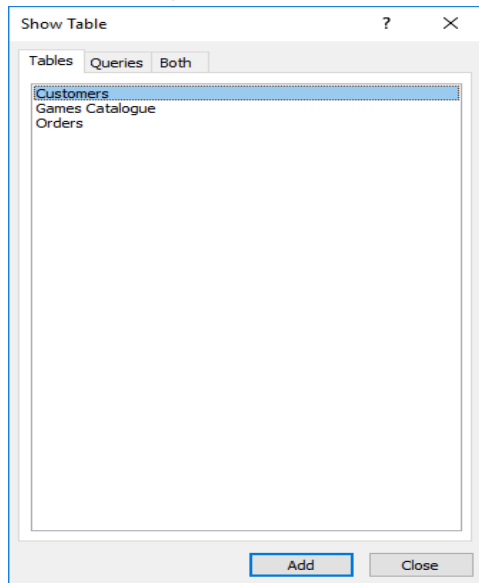 Show Table ?
Tables Queries Both
Customers
Games Catalogue
Orders
Add Close